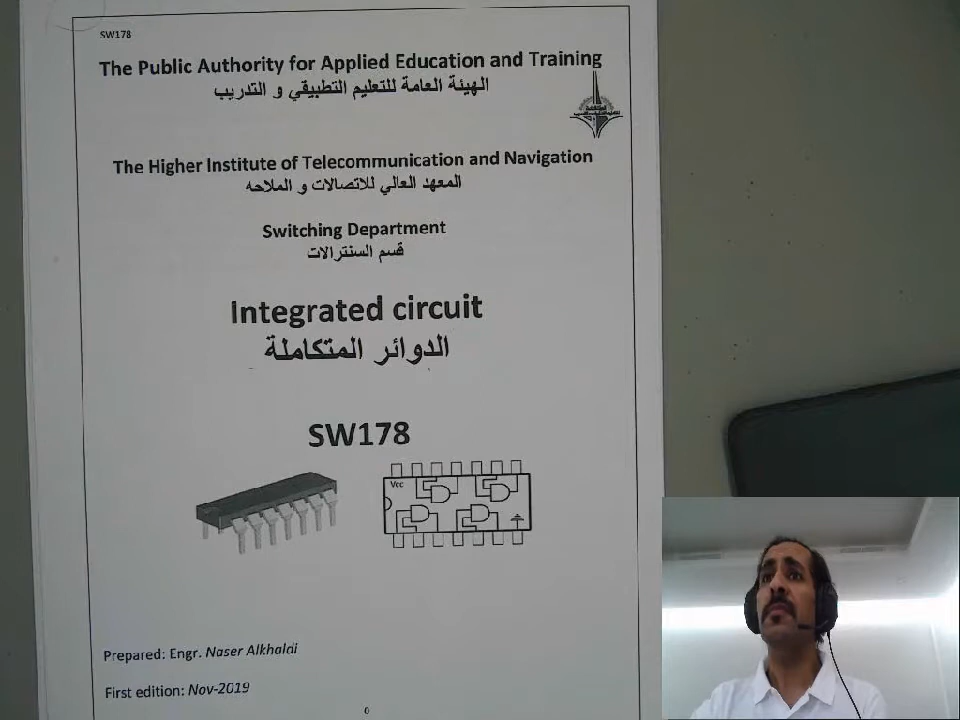 SW178
The Public Authority for Applied Education and Training
الهيئة العامة للتعليم التطبيقي و التدريب
The Higher Institute of Telecommunication and Navigation
المعهد العالي للاتصالات و الملاحه
Switching Department
قسم السنترالات
Integrated circuit
الدوائر المتكاملة
SW178
Vcc
Prepared: Engr. Naser Alkhaldi
First edition: Nov-2019
0